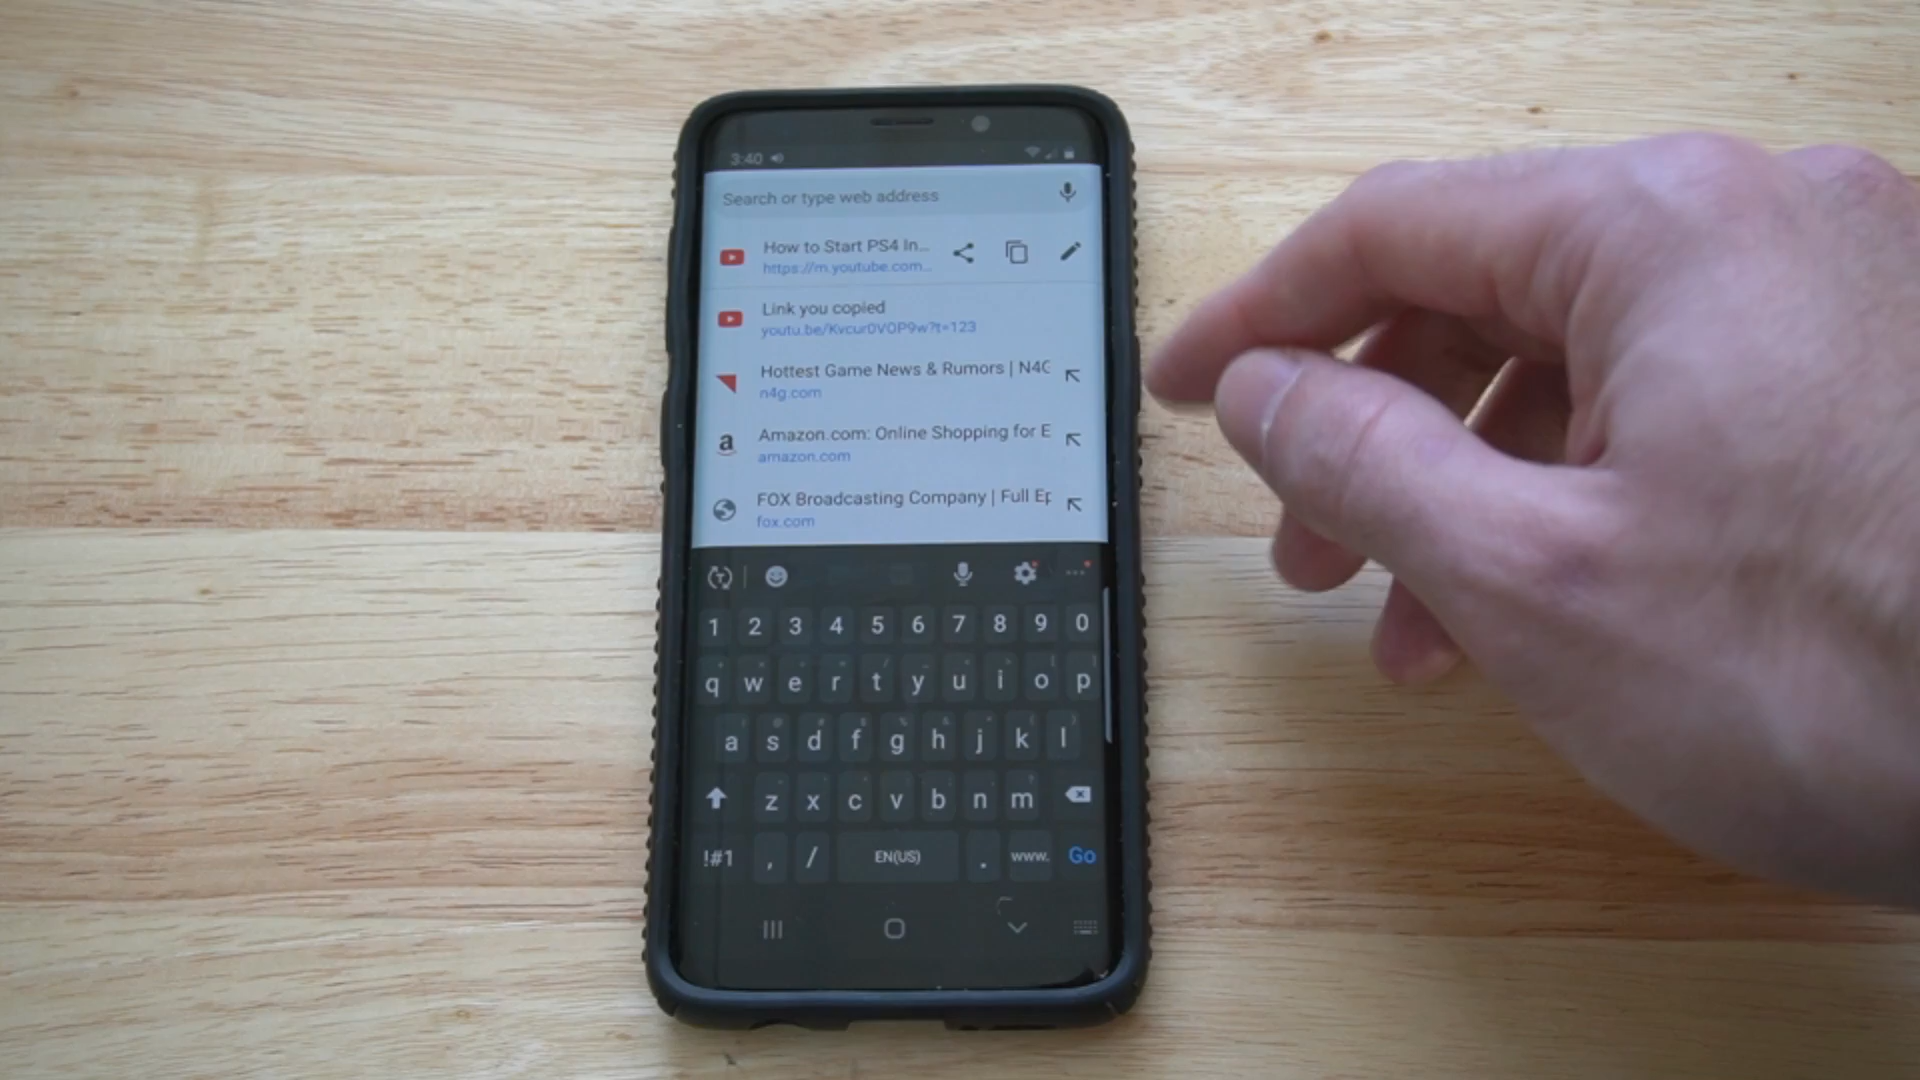 3:40
Search or type web address
How to Start PS4 In...
https://m.youtube.com...
Link you copied
youtu.be/Kvcur0VOP9w?t=123
Hottest Game News & Rumors | N4G
n4g.com
a Amazon.com: Online Shopping for E
amazon.com
FOX Broadcasting Company | Full Ep
fox.com
1 2 3 4 5 6 7 8 9 0
q w e r t y u i o p
a s d f g h j k l
z x c v b n m
!#1 , / EN(US) . www. Go